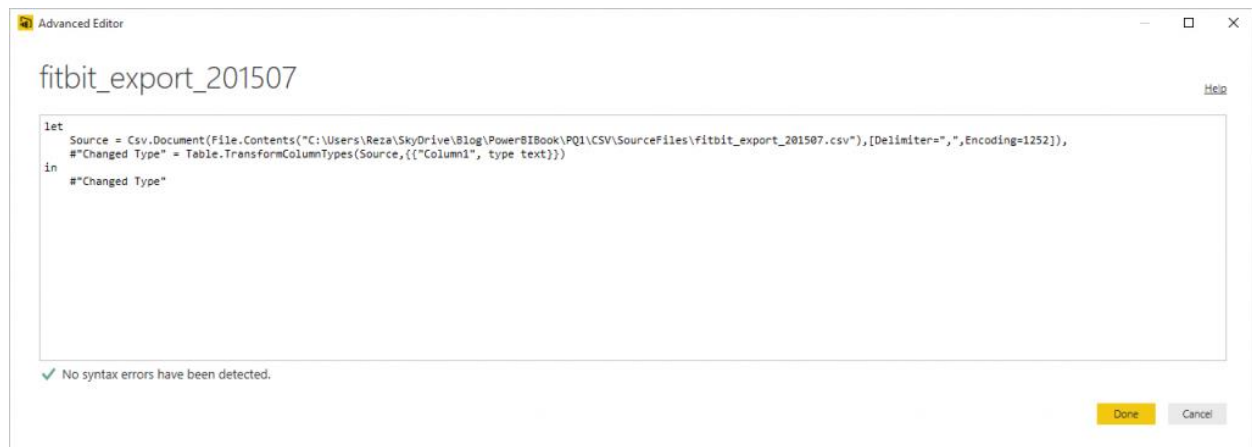 Advanced Editor
fitbit_export_201507
Help
let
    Source = Csv.Document(File.Contents("C:\Users\Reza\SkyDrive\Blog\PowerBIBook\PQ1\CSV\SourceFiles\fitbit_export_201507.csv"),[Delimiter=",",Encoding=1252]),
    #"Changed Type" = Table.TransformColumnTypes(Source,{{"Column1", type text}})
in
    #"Changed Type"
No syntax errors have been detected.
Done Cancel